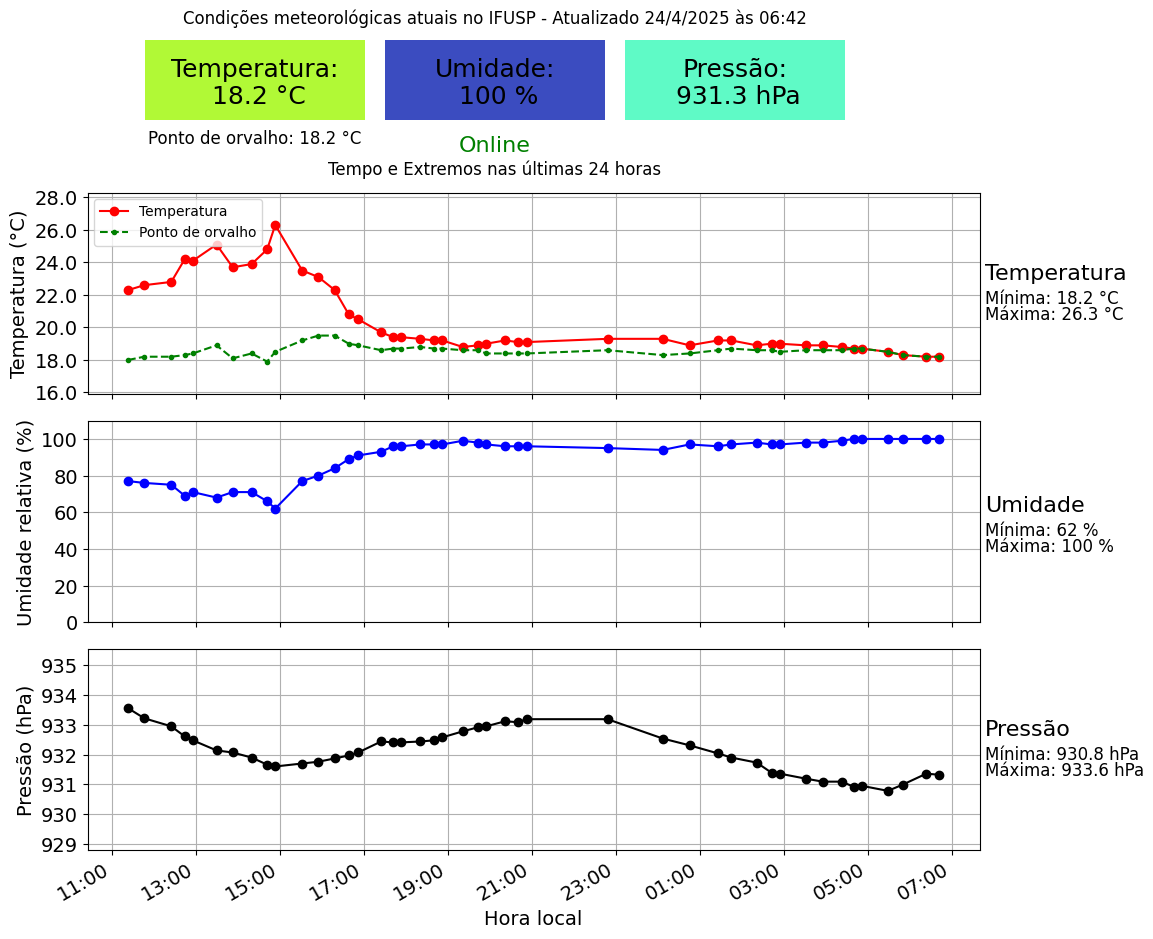 Condições meteorológicas atuais no IFUSP - Atualizado 24/4/2025 às 06:42
Temperatura:
18.2 °C
Umidade:
100 %
Pressão:
931.3 hPa
Ponto de orvalho: 18.2 °C
Online
Tempo e Extremos nas últimas 24 horas
Temperatura (°C)
28.0
26.0
24.0
22.0
20.0
18.0
16.0
Temperatura
Ponto de orvalho
Temperatura
Mínima: 18.2 °C
Máxima: 26.3 °C
Umidade relativa (%)
100
80
60
40
20
0
Umidade
Mínima: 62 %
Máxima: 100 %
Pressão (hPa)
935
934
933
932
931
930
929
Pressão
Mínima: 930.8 hPa
Máxima: 933.6 hPa
11:00 13:00 15:00 17:00 19:00 21:00 23:00 01:00 03:00 05:00 07:00
Hora local